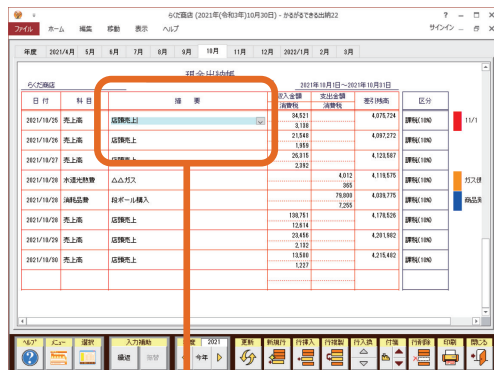 らくだ商店 (2021年(令和3年)10月30日) - かるがるできる出納22
ファイル ホーム 編集 移動 表示 ヘルプ サインイン
年度 2021/4月 5月 6月 7月 8月 9月 10月 11月 12月 2022/1月 2月 3月
現金出納帳
らくだ商店 2021年10月1日～2021年10月31日
日付 科目 摘要 収入金額 支出金額 差引残高 区分
消費税 消費税
2021/10/25 売上高 店頭売上 34,521 4,075,724 課税(10%) 11/1
3,138
2021/10/26 売上高 店頭売上 21,548 4,097,272 課税(10%)
1,959
2021/10/27 売上高 店頭売上 26,315 4,123,587 課税(10%)
2,392
2021/10/28 水道光熱費 △△ガス 4,012 4,119,575 課税(10%)
365
2021/10/28 消耗品費 段ボール購入 79,800 4,039,775 課税(10%)
7,255
2021/10/28 売上高 店頭売上 138,751 4,178,526 課税(10%)
12,614
2021/10/29 売上高 店頭売上 23,456 4,201,982 課税(10%)
2,132
2021/10/30 売上高 店頭売上 13,500 4,215,482 課税(10%)
1,227
ﾍﾙﾌﾟ ﾒﾆｭｰ 選択 入力補助 度 2021 更新 新規行 行挿入 行複製 行入換 付箋 行削除 印刷 閉じる
繰返 今年